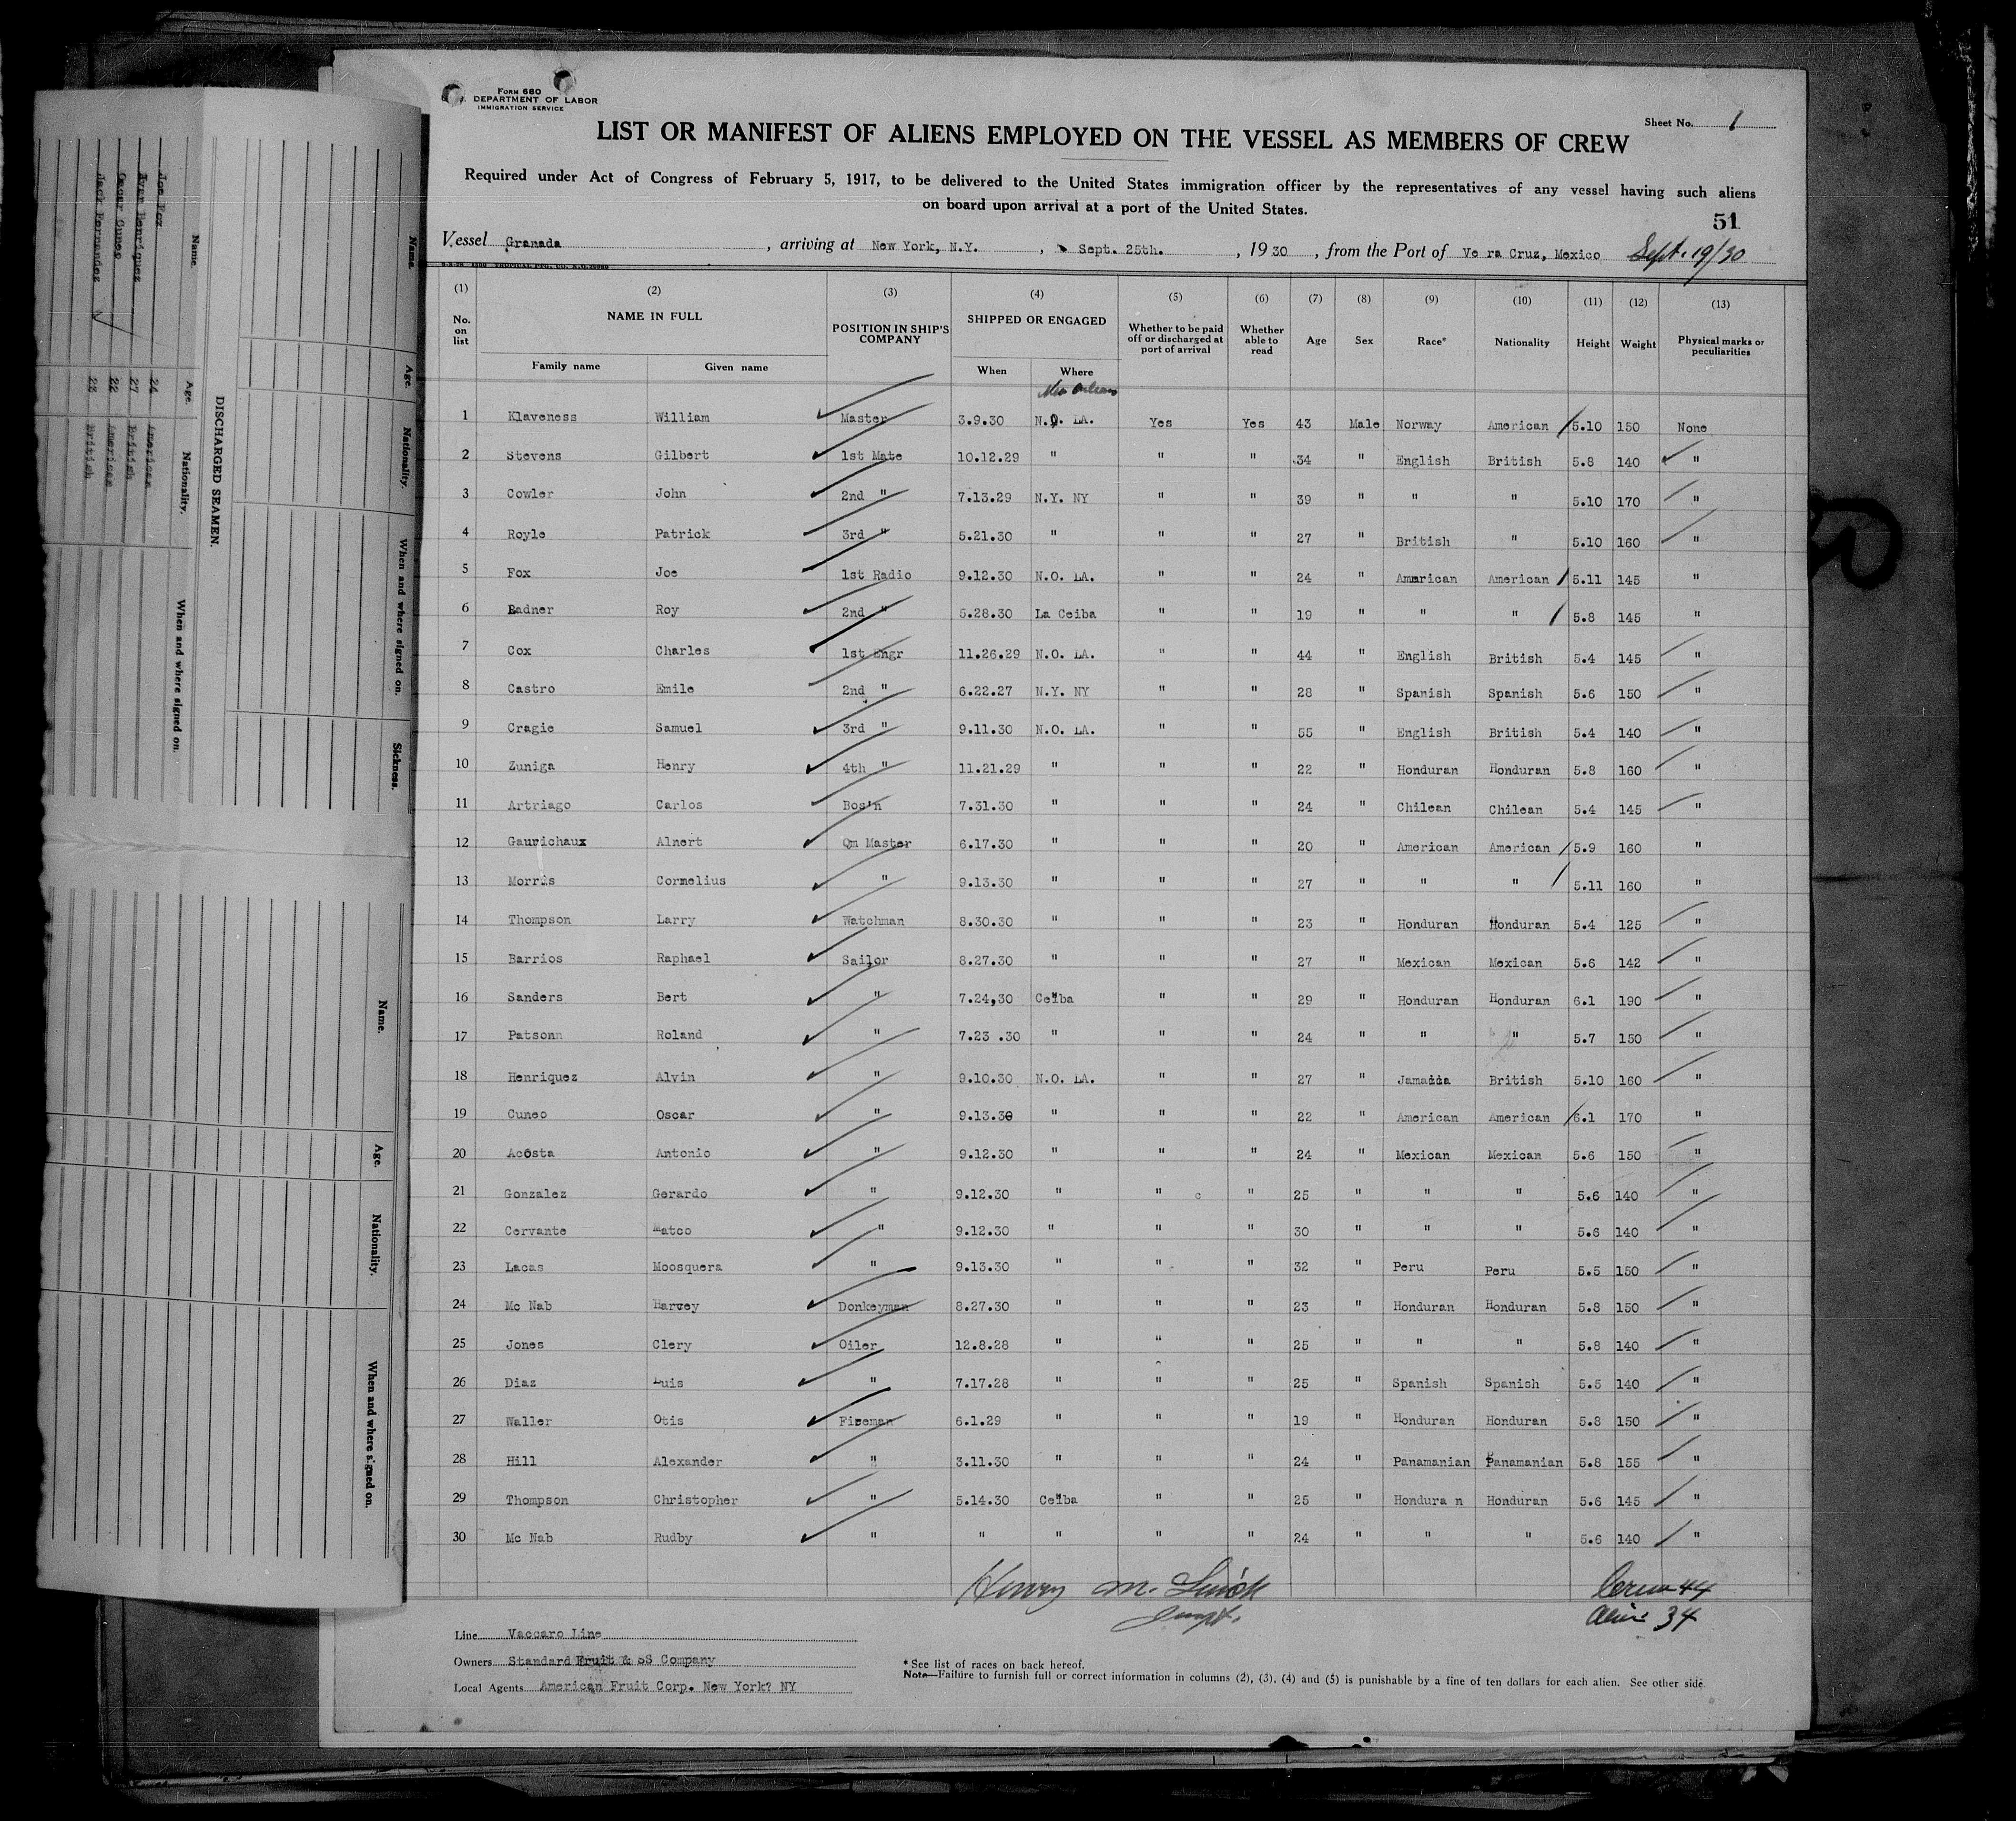 Form 680
DEPARTMENT OF LABOR
IMMIGRATION SERVICE
Sheet No. 1
LIST OR MANIFEST OF ALIENS EMPLOYED ON THE VESSEL AS MEMBERS OF CREW
Required under Act of Congress of February 5, 1917, to be delivered to the United States immigration officer by the representatives of any vessel having such aliens
on board upon arrival at a port of the United States.
51
Vessel Granada, arriving at New York, N.Y., Sept. 25th., 1930, from the Port of Ve ra Cruz, Mexico Sept. 19/30
(1) (2) (3) (4) (5) (6) (7) (8) (9) (10) (11) (12) (13)
No. on list NAME IN FULL POSITION IN SHIP'S COMPANY SHIPPED OR ENGAGED Whether to be paid off or discharged at port of arrival Whether able to read Age Sex Race* Nationality Height Weight Physical marks or peculiarities
Family name Given name When Where
New Orleans
1 Klaveness William Master 3.9.30 N.O. LA. Yes Yes 43 Male Norway American 5.10 150 None
2 Stevens Gilbert 1st Mate 10.12.29 " " " 34 " English British 5.8 140 "
3 Cowler John 2nd " 7.13.29 N.Y. NY " " 39 " " " 5.10 170 "
4 Royle Patrick 3rd " 5.21.30 " " " 27 " British " 5.10 160 "
5 Fox Joe 1st Radio 9.12.30 N.O. LA. " " 24 " American American 5.11 145 "
6 Radner Roy 2nd " 5.28.30 La Ceiba " " 19 " " " 5.8 145 "
7 Cox Charles 1st Engr 11.26.29 N.O. LA. " " 44 " English British 5.4 145 "
8 Castro Emile 2nd " 6.22.27 N.Y. NY " " 28 " Spanish Spanish 5.6 150 "
9 Cragie Samuel 3rd " 9.11.30 N.O. LA. " " 55 " English British 5.4 140 "
10 Zuniga Henry 4th " 11.21.29 " " " 22 " Honduran Honduran 5.8 160 "
11 Artriago Carlos Bos'n 7.31.30 " " " 24 " Chilean Chilean 5.4 145 "
12 Gaurichaux Alnert Qm Master 6.17.30 " " " 20 " American American 5.9 160 "
13 Morris Cornelius " 9.13.30 " " " 27 " " " 5.11 160 "
14 Thompson Larry Watchman 8.30.30 " " " 23 " Honduran Honduran 5.4 125 "
15 Barrios Raphael Sailor 8.27.30 " " " 27 " Mexican Mexican 5.6 142 "
16 Sanders Bert " 7.24,30 Ceiba " " 29 " Honduran Honduran 6.1 190 "
17 Patsonn Roland " 7.23 .30 " " " 24 " " " 5.7 150 "
18 Henriquez Alvin " 9.10.30 N.O. LA. " " 27 " Jamaica British 5.10 160 "
19 Cuneo Oscar " 9.13.30 " " " 22 " American American 6.1 170 "
20 Acosta Antonio " 9.12.30 " " " 24 " Mexican Mexican 5.6 150 "
21 Gonzalez Gerardo " 9.12.30 " " " 25 " " " 5.6 140 "
22 Cervante Mateo " 9.12.30 " " " 30 " " " 5.6 140 "
23 Lacas Moosquera " 9.13.30 " " " 32 " Peru Peru 5.5 150 "
24 Mc Nab Harvey Donkeyman 8.27.30 " " " 23 " Honduran Honduran 5.8 150 "
25 Jones Clery Oiler 12.8.28 " " " 25 " " " 5.8 140 "
26 Diaz Luis " 7.17.28 " " " 25 " Spanish Spanish 5.5 140 "
27 Waller Otis Fireman 6.1.29 " " " 19 " Honduran Honduran 5.8 150 "
28 Hill Alexander " 3.11.30 " " " 24 " Panamanian Panamanian 5.8 155 "
29 Thompson Christopher " 5.14.30 Ceiba " " 25 " Hondura n Honduran 5.6 145 "
30 Mc Nab Rudby " " " " " 24 " " " 5.6 140 "
Henry M.
Crew 44
Alien 34
Line Vaccaro Line
Owners Standard Fruit & SS Company
Local Agents American Fruit Corp. New York? NY
* See list of races on back hereof.
Note—Failure to furnish full or correct information in columns (2), (3), (4) and (5) is punishable by a fine of ten dollars for each alien. See other side
DISCHARGED SEAMEN.
Name. Age. Nationality. When and where signed on.
Joe Fox 24 American
Avan Henriquez 27 British
Oscar Cuneo 22 American
Jack Fernandez 28 British
Name. Age. Nationality. When and where signed on. Sickness.
Name. Age. Nationality. When and where signed on.